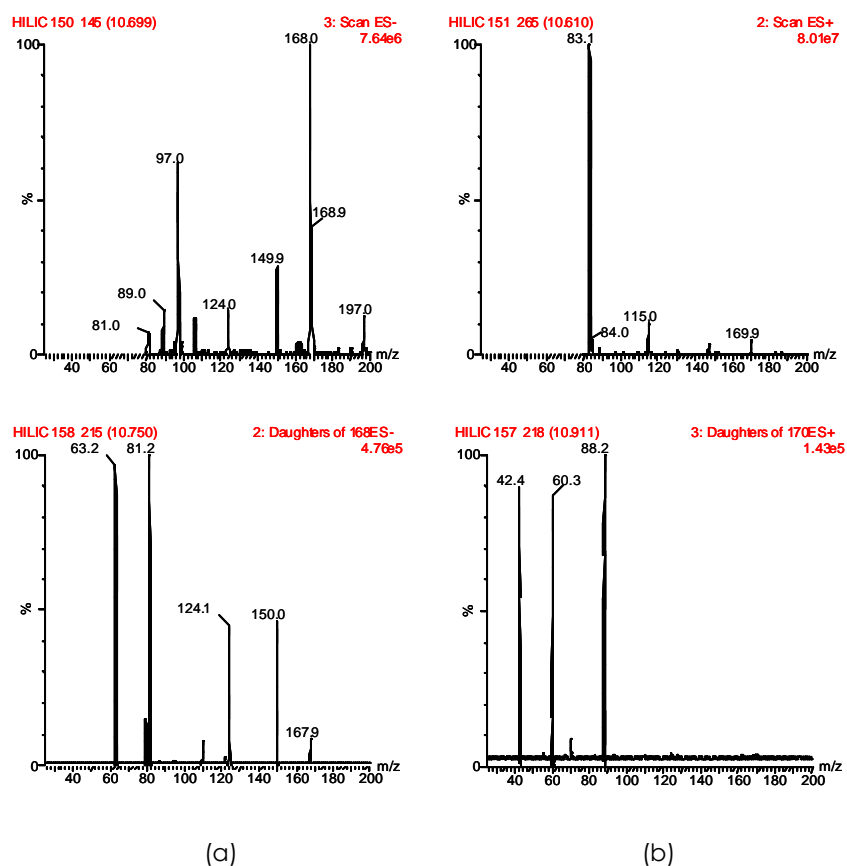 HILIC 150 145 (10.699)
3: Scan ES-
7.64e6
100
%
0
168.0
97.0
168.9
149.9
89.0
124.0
197.0
81.0
40 60 80 100 120 140 160 180 200 m/z
HILIC 151 265 (10.610)
2: Scan ES+
8.01e7
100
%
0
83.1
115.0
84.0
169.9
40 60 80 100 120 140 160 180 200 m/z
HILIC 158 215 (10.750)
2: Daughters of 168ES-
4.76e5
100
%
0
63.2
81.2
124.1
150.0
167.9
40 60 80 100 120 140 160 180 200 m/z
HILIC 157 218 (10.911)
3: Daughters of 170ES+
1.43e5
100
%
0
88.2
42.4
60.3
40 60 80 100 120 140 160 180 200 m/z
(a)
(b)